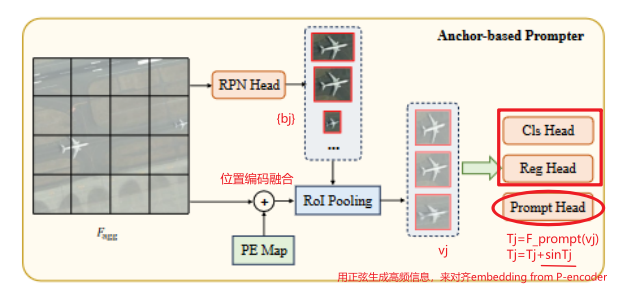 Anchor-based Prompter
RPN Head
{bj}
...
Cls Head
Reg Head
位置编码融合
+
RoI Pooling
Prompt Head
F_agg
PE Map
vj
Tj=F_prompt(vj)
Tj=Tj+sinTj
用正弦生成高频信息，来对齐embedding from P-encoder